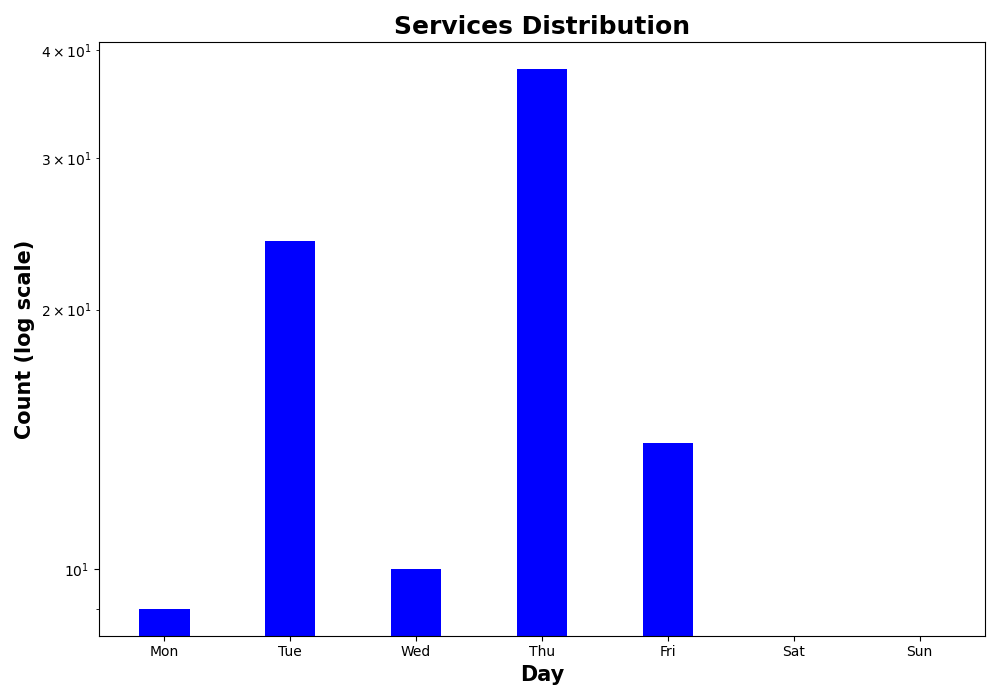 Services Distribution
Count (log scale)
4 × 10¹
3 × 10¹
2 × 10¹
10¹
Mon Tue Wed Thu Fri Sat Sun
Day